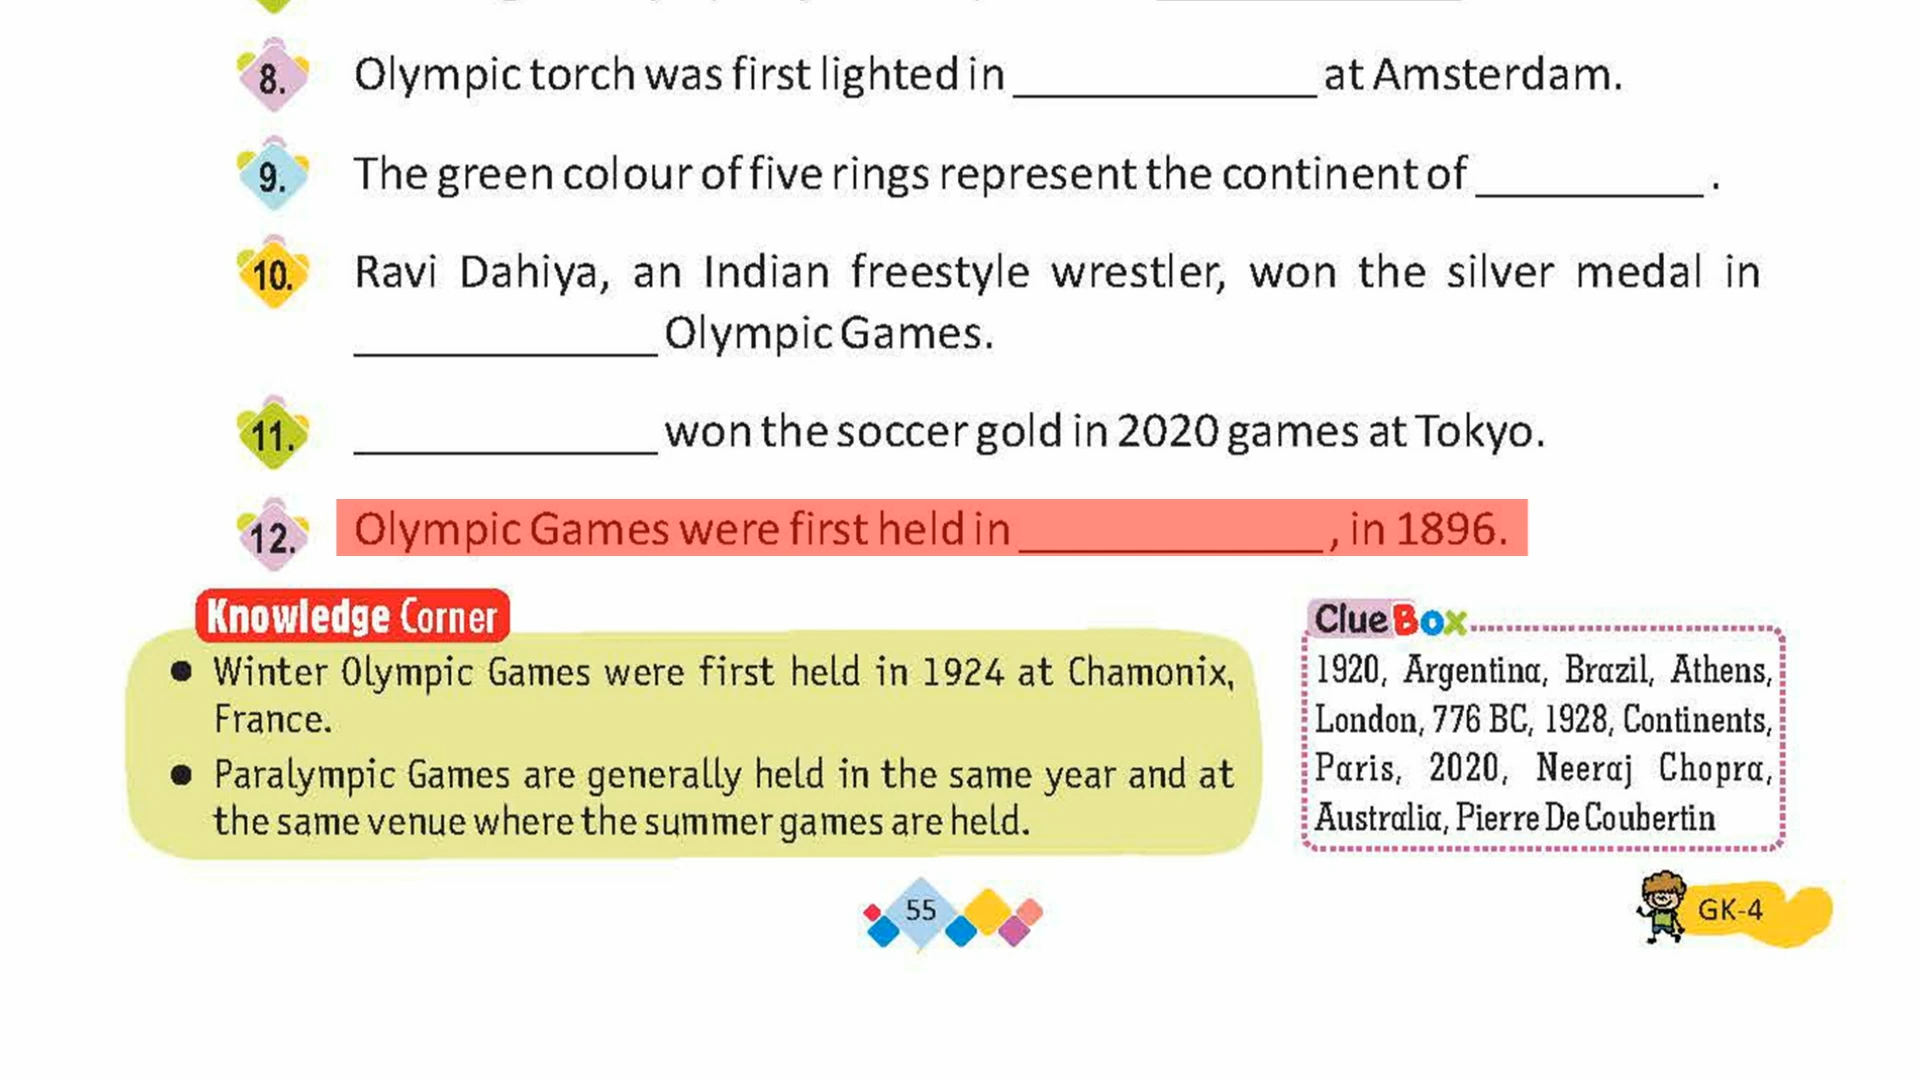 8. Olympic torch was first lighted in ____________ at Amsterdam.
9. The green colour of five rings represent the continent of _________ .
10. Ravi Dahiya, an Indian freestyle wrestler, won the silver medal in
____________ Olympic Games.
11. ____________ won the soccer gold in 2020 games at Tokyo.
12. Olympic Games were first held in ____________ , in 1896.
Knowledge Corner
● Winter Olympic Games were first held in 1924 at Chamonix,
France.
● Paralympic Games are generally held in the same year and at
the same venue where the summer games are held.
Clue Box
1920, Argentina, Brazil, Athens,
London, 776 BC, 1928, Continents,
Paris, 2020, Neeraj Chopra,
Australia, Pierre De Coubertin
55
GK-4